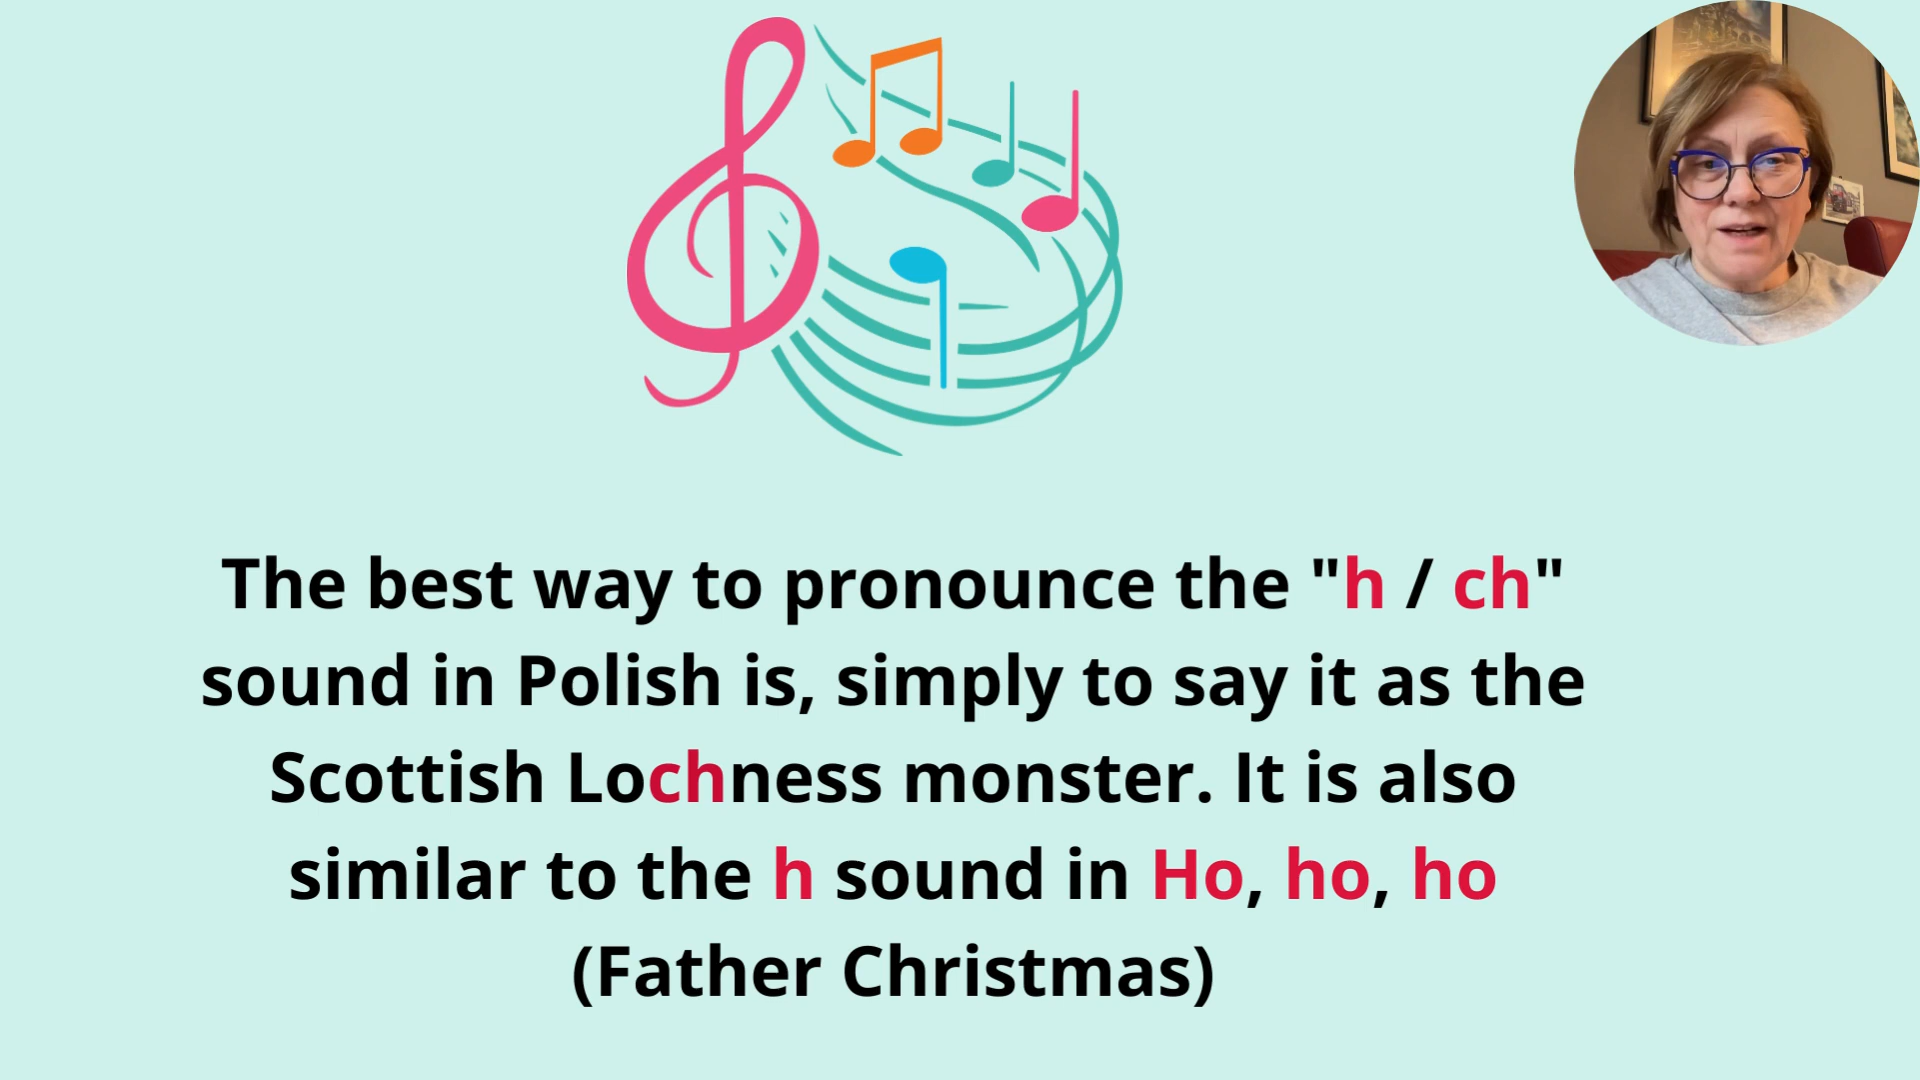 The best way to pronounce the "h / ch"
sound in Polish is, simply to say it as the
Scottish Lochness monster. It is also
similar to the h sound in Ho, ho, ho
(Father Christmas)